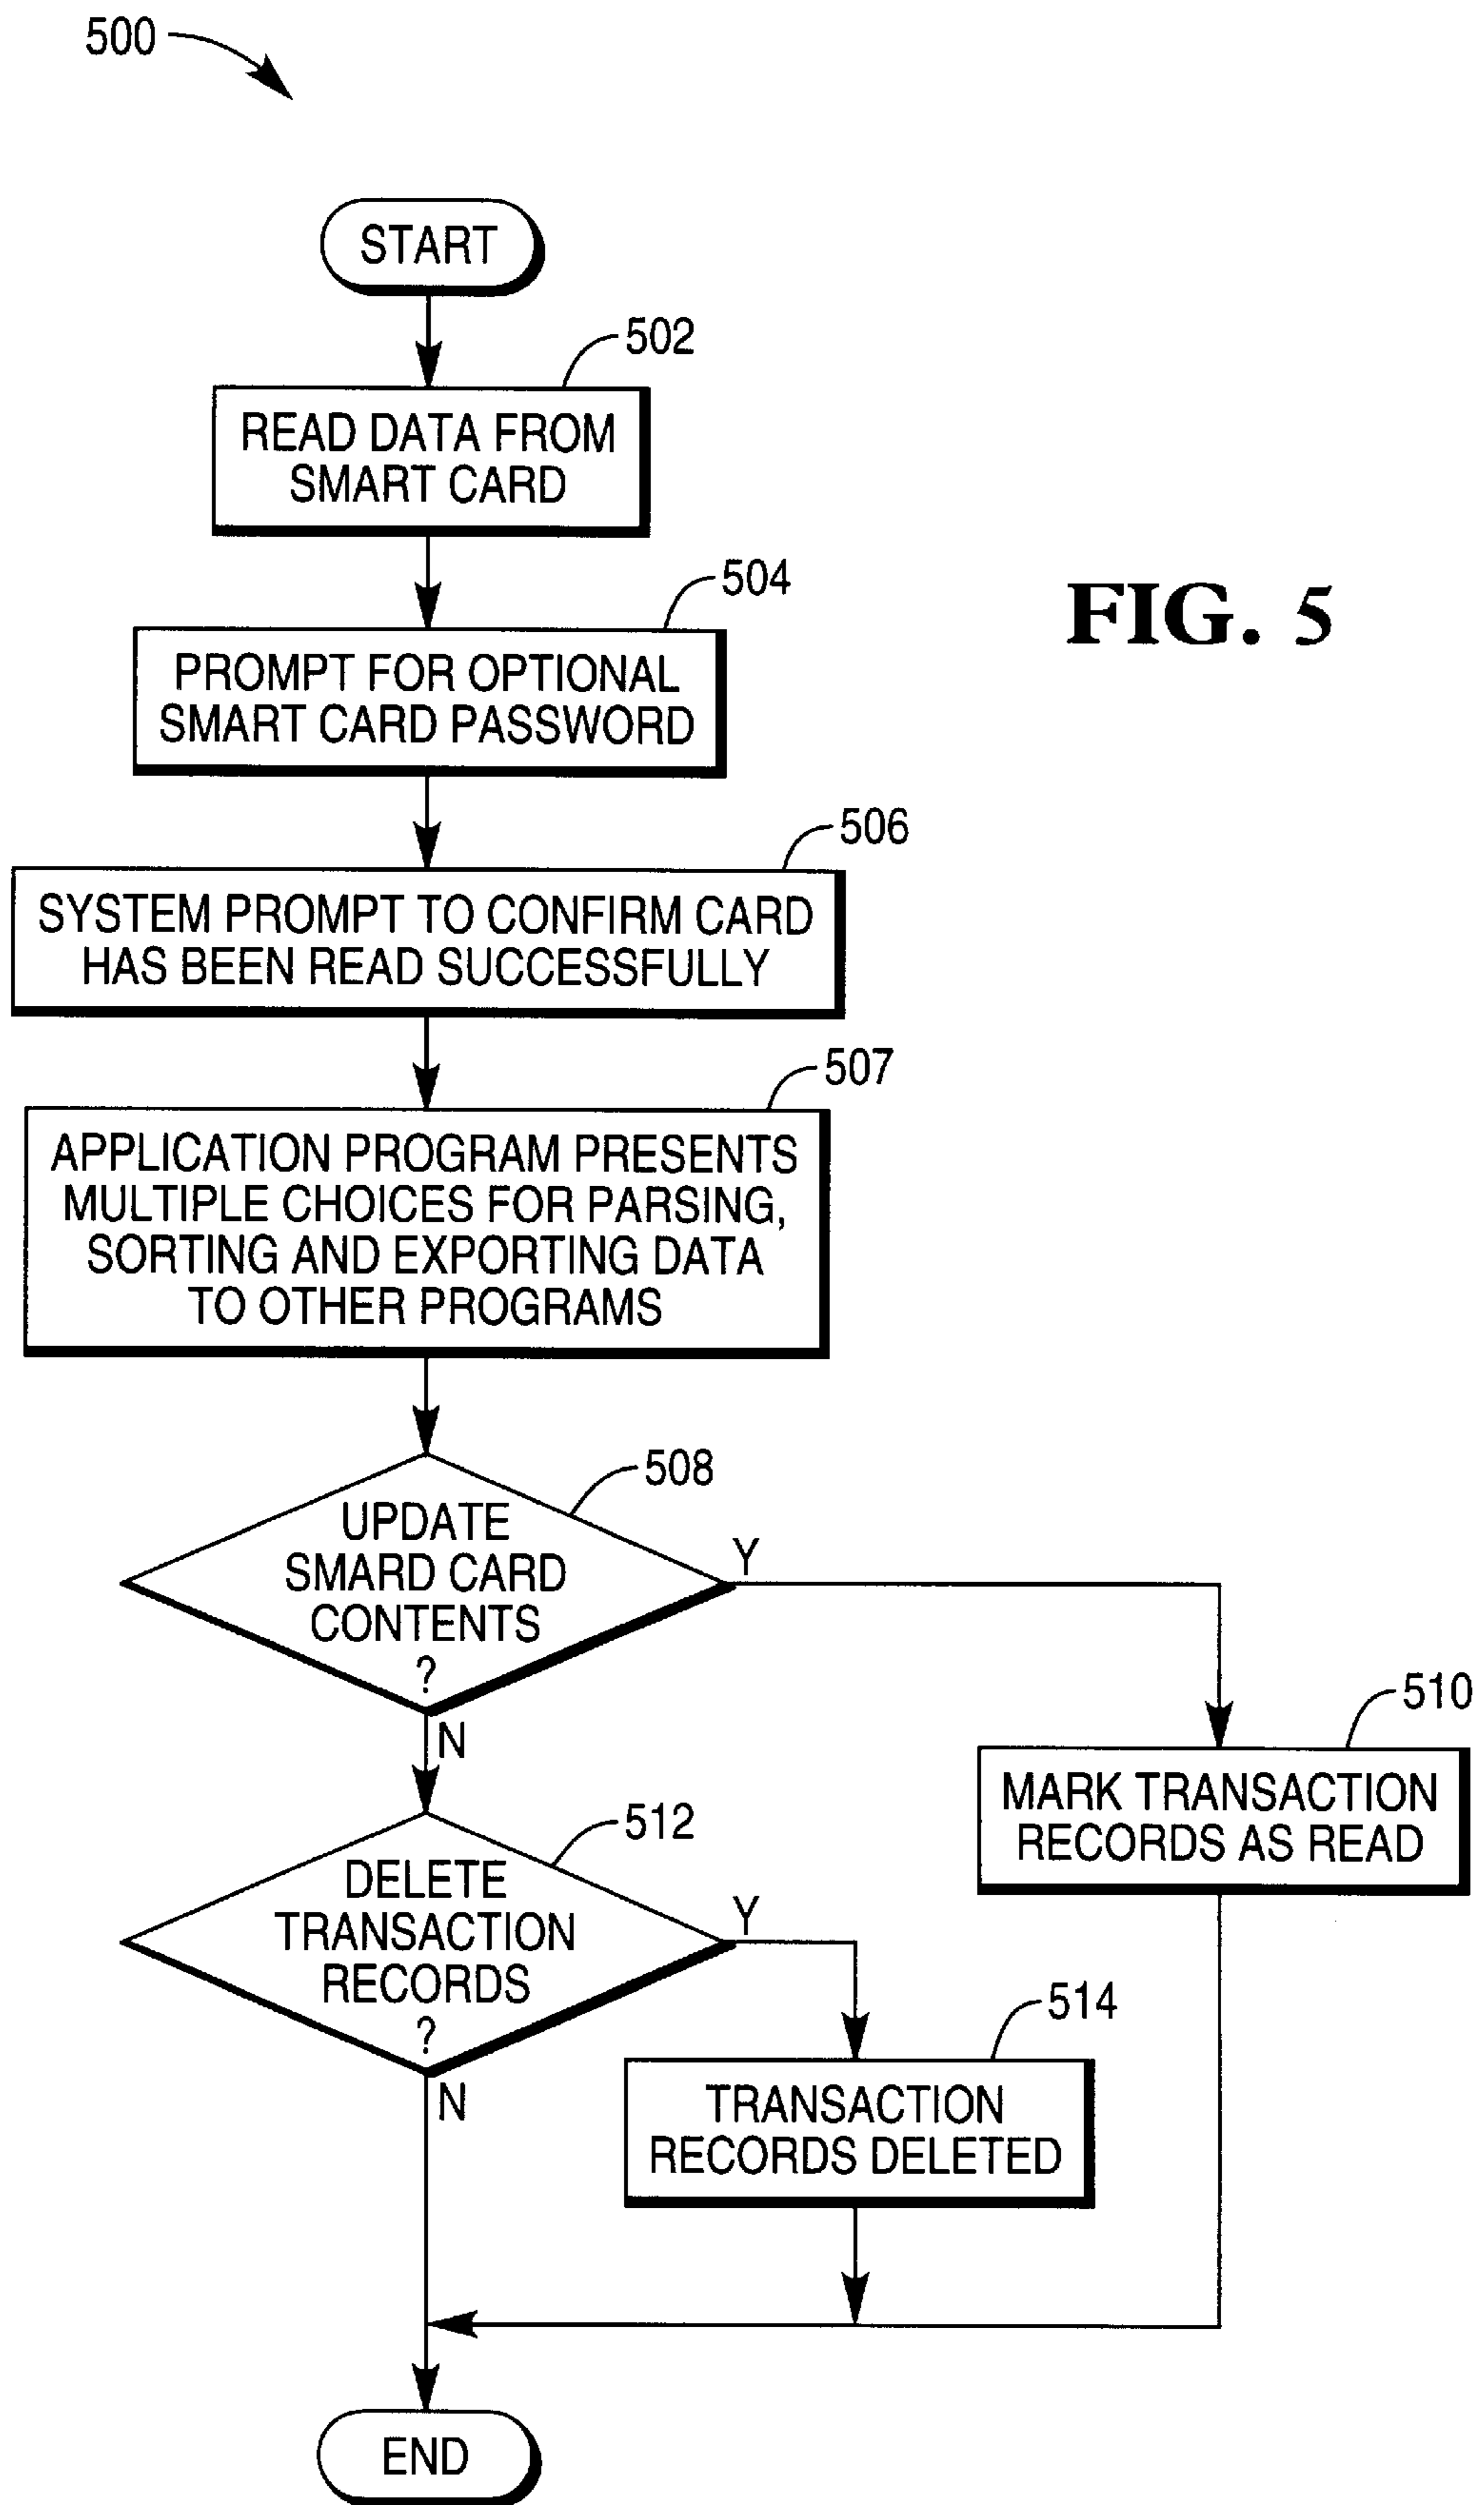 500
START
502
READ DATA FROM
SMART CARD
504
PROMPT FOR OPTIONAL
SMART CARD PASSWORD
FIG. 5
506
SYSTEM PROMPT TO CONFIRM CARD
HAS BEEN READ SUCCESSFULLY
507
APPLICATION PROGRAM PRESENTS
MULTIPLE CHOICES FOR PARSING,
SORTING AND EXPORTING DATA
TO OTHER PROGRAMS
508
UPDATE
SMARD CARD
CONTENTS
?
Y
N
510
MARK TRANSACTION
RECORDS AS READ
512
DELETE
TRANSACTION
RECORDS
?
Y
N
514
TRANSACTION
RECORDS DELETED
END